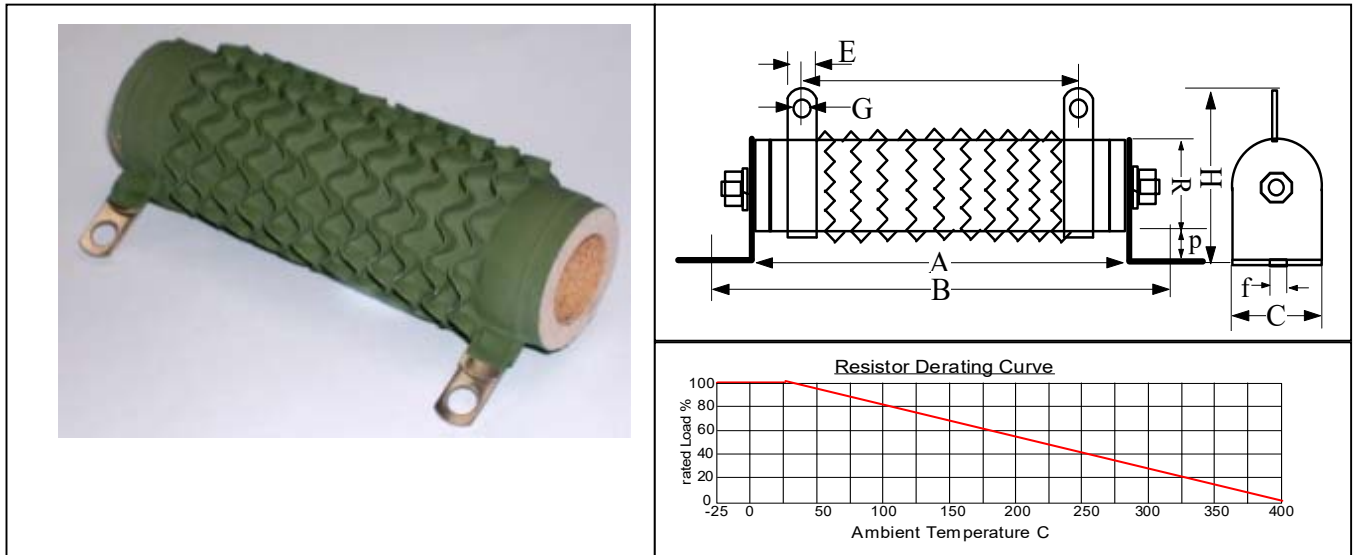 E
G
H
R
p
A
B
f
C
Resistor Derating Curve
100
80
60
40
20
0
rated Load %
-25 0 50 100 150 200 250 300 350 400
Ambient Temperature C